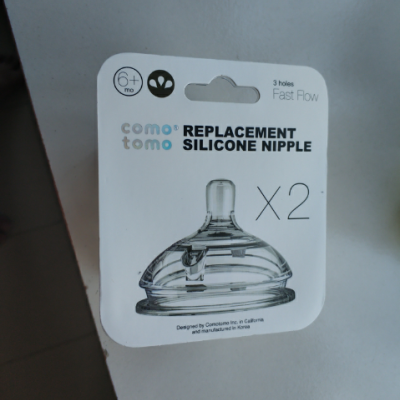 6+
mo
3 holes
Fast Flow
como® REPLACEMENT
tomo SILICONE NIPPLE
X2
Designed by Comotomo Inc. in California
and Manufactured in Korea